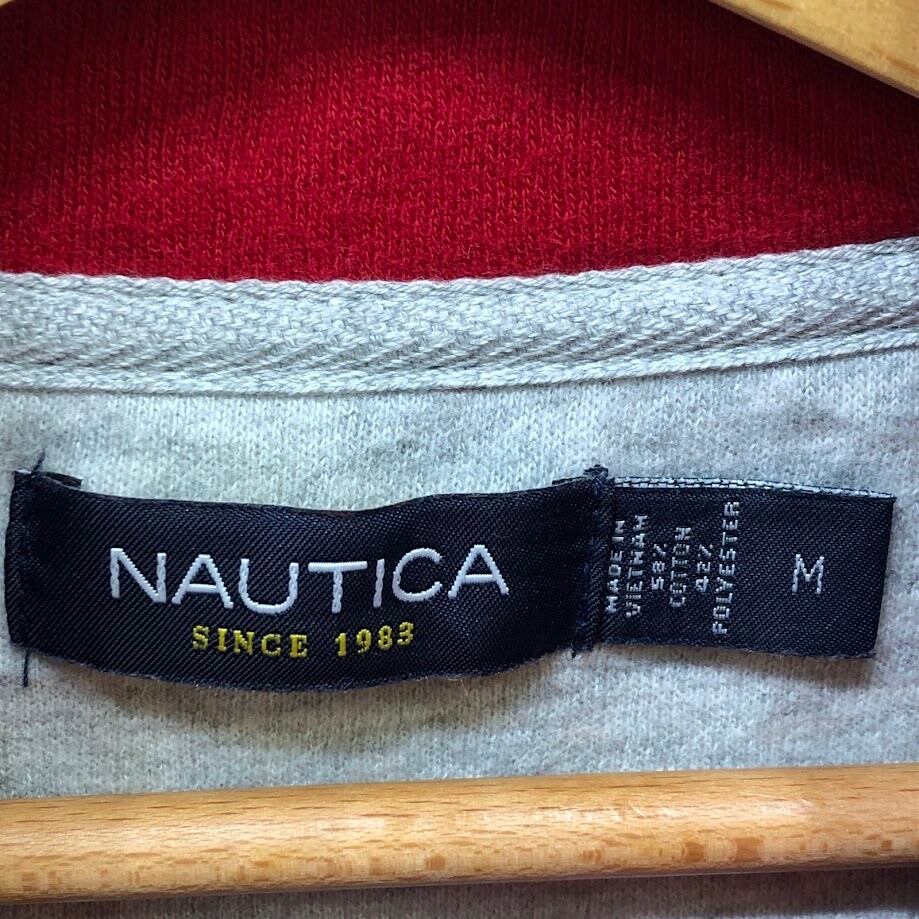 NAUTICA
SINCE 1983
MADE IN
VIETNAM
58%
COTTON
42%
POLYESTER
M